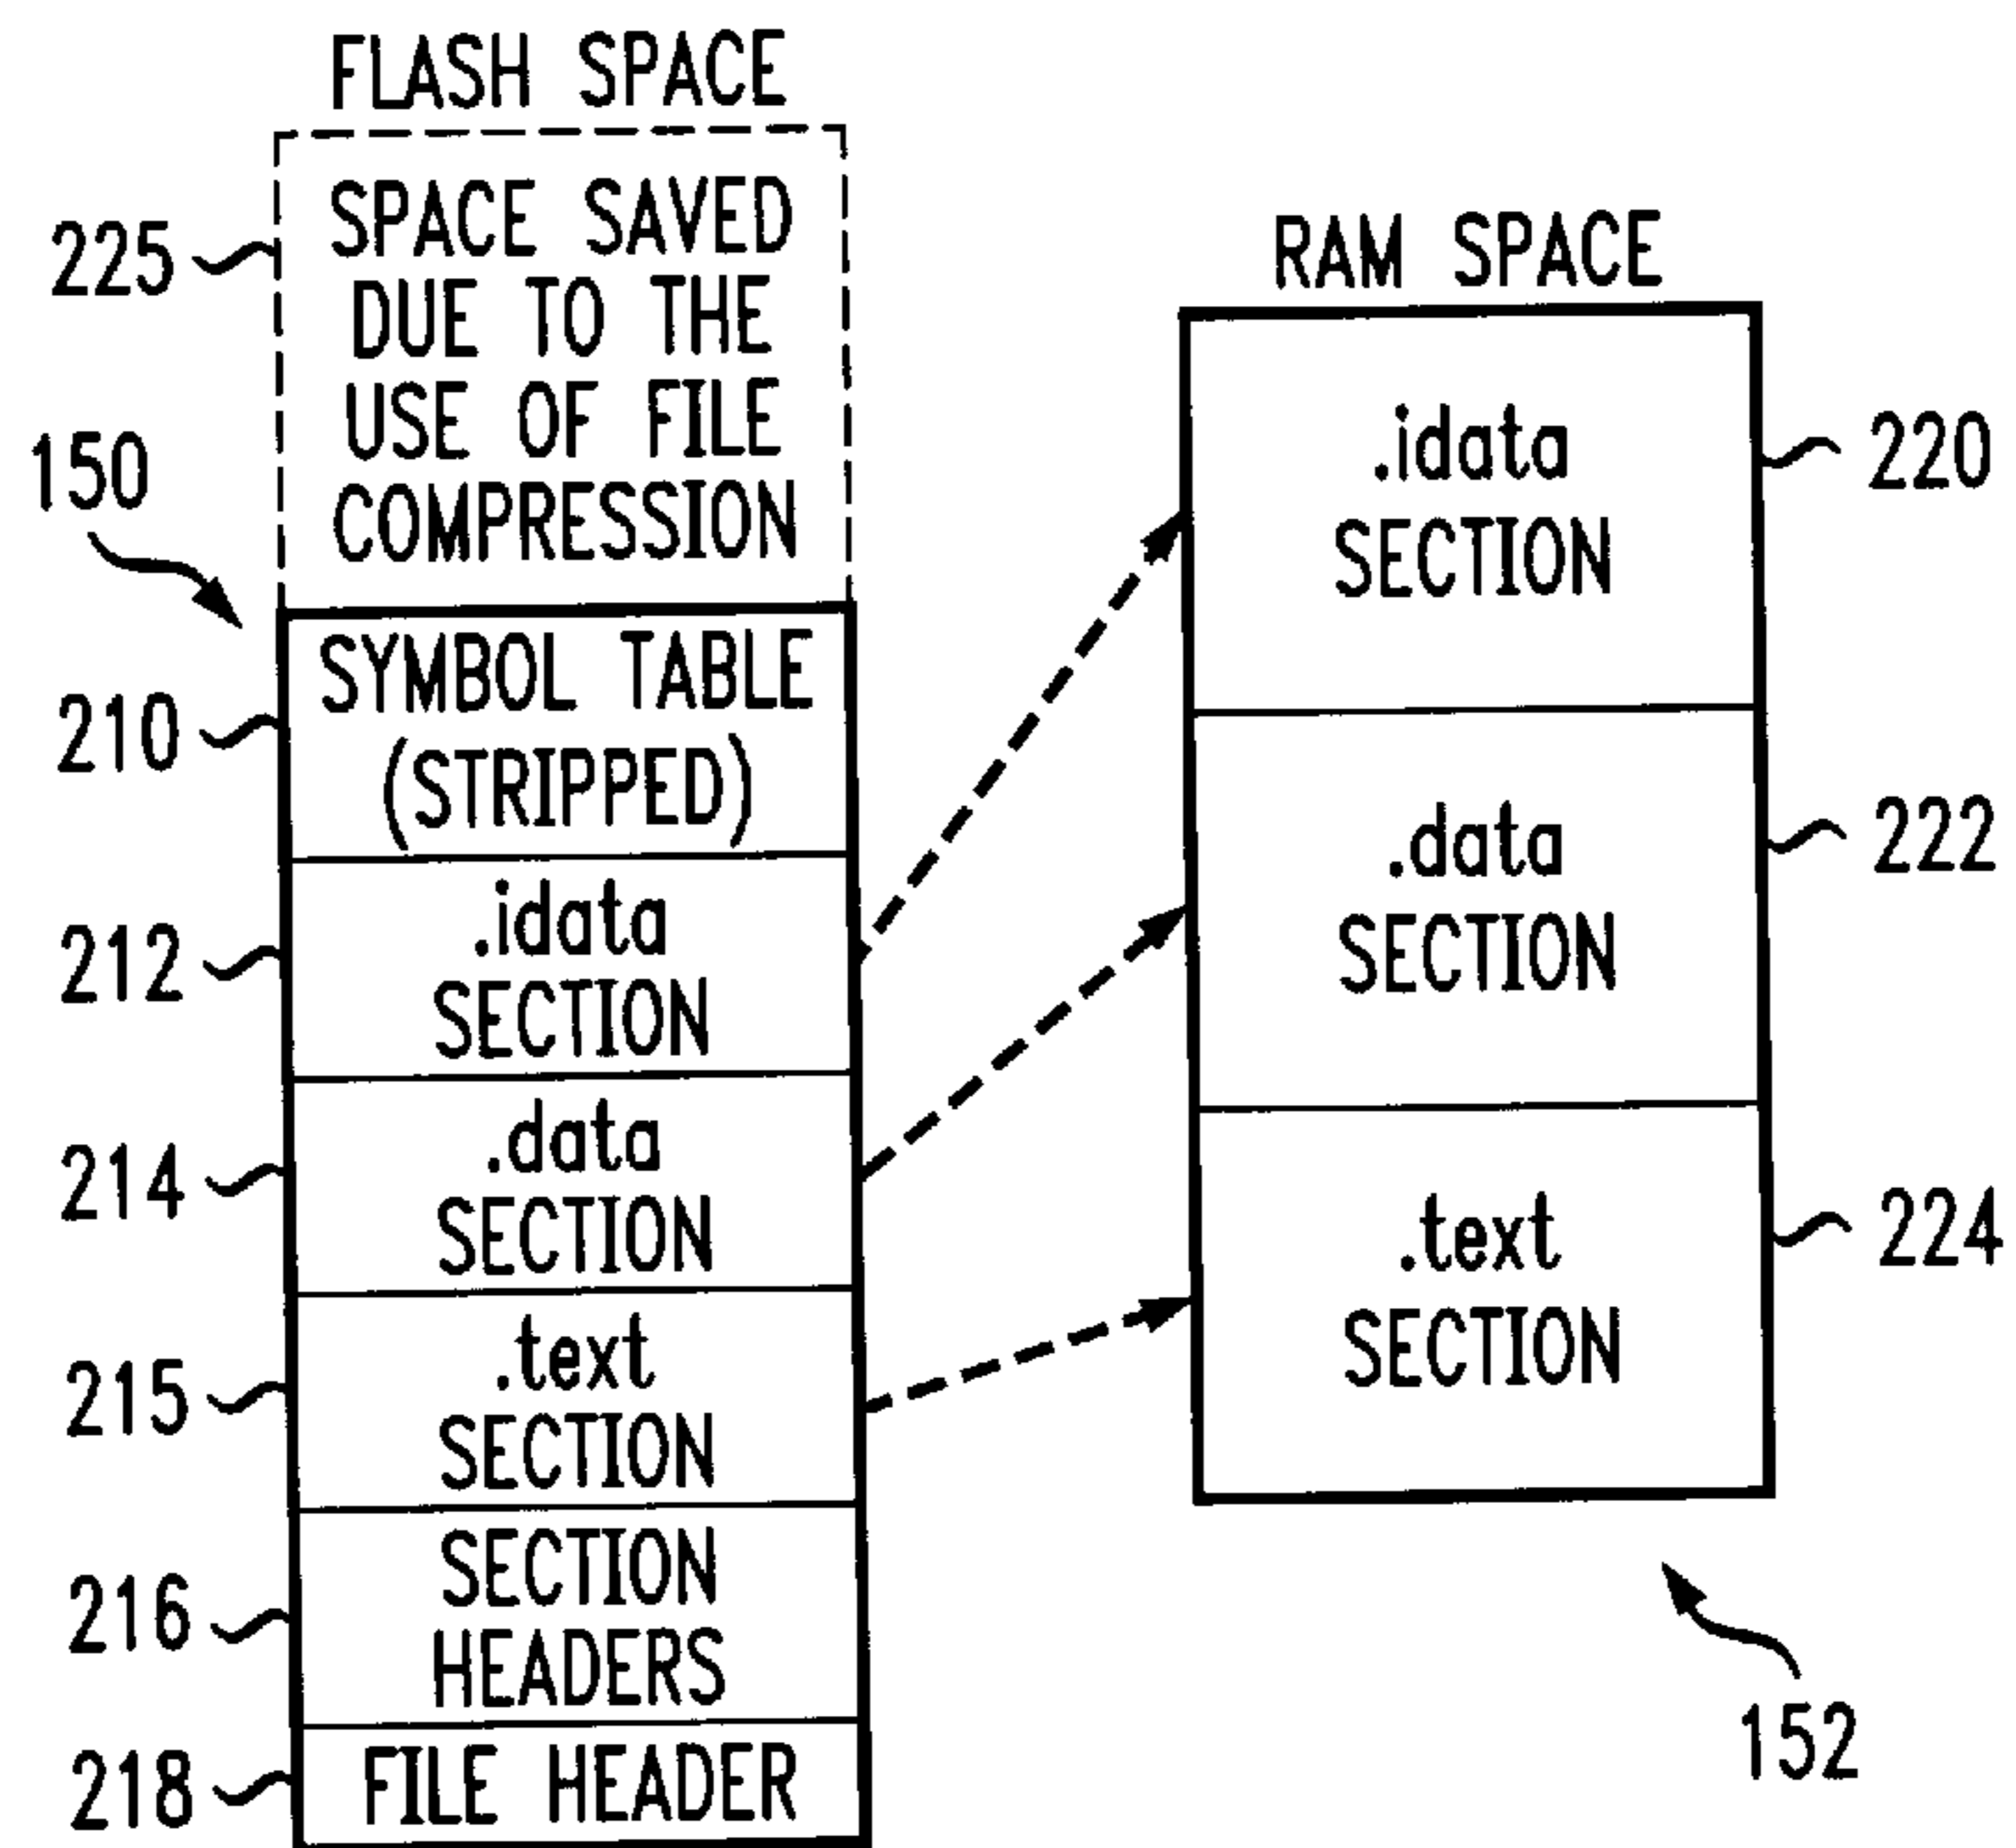 FLASH SPACE
225
SPACE SAVED
DUE TO THE
USE OF FILE
COMPRESSION
150
210
SYMBOL TABLE
(STRIPPED)
212
.idata
SECTION
214
.data
SECTION
215
.text
SECTION
216
SECTION
HEADERS
218
FILE HEADER
RAM SPACE
.idata
SECTION
220
.data
SECTION
222
.text
SECTION
224
152